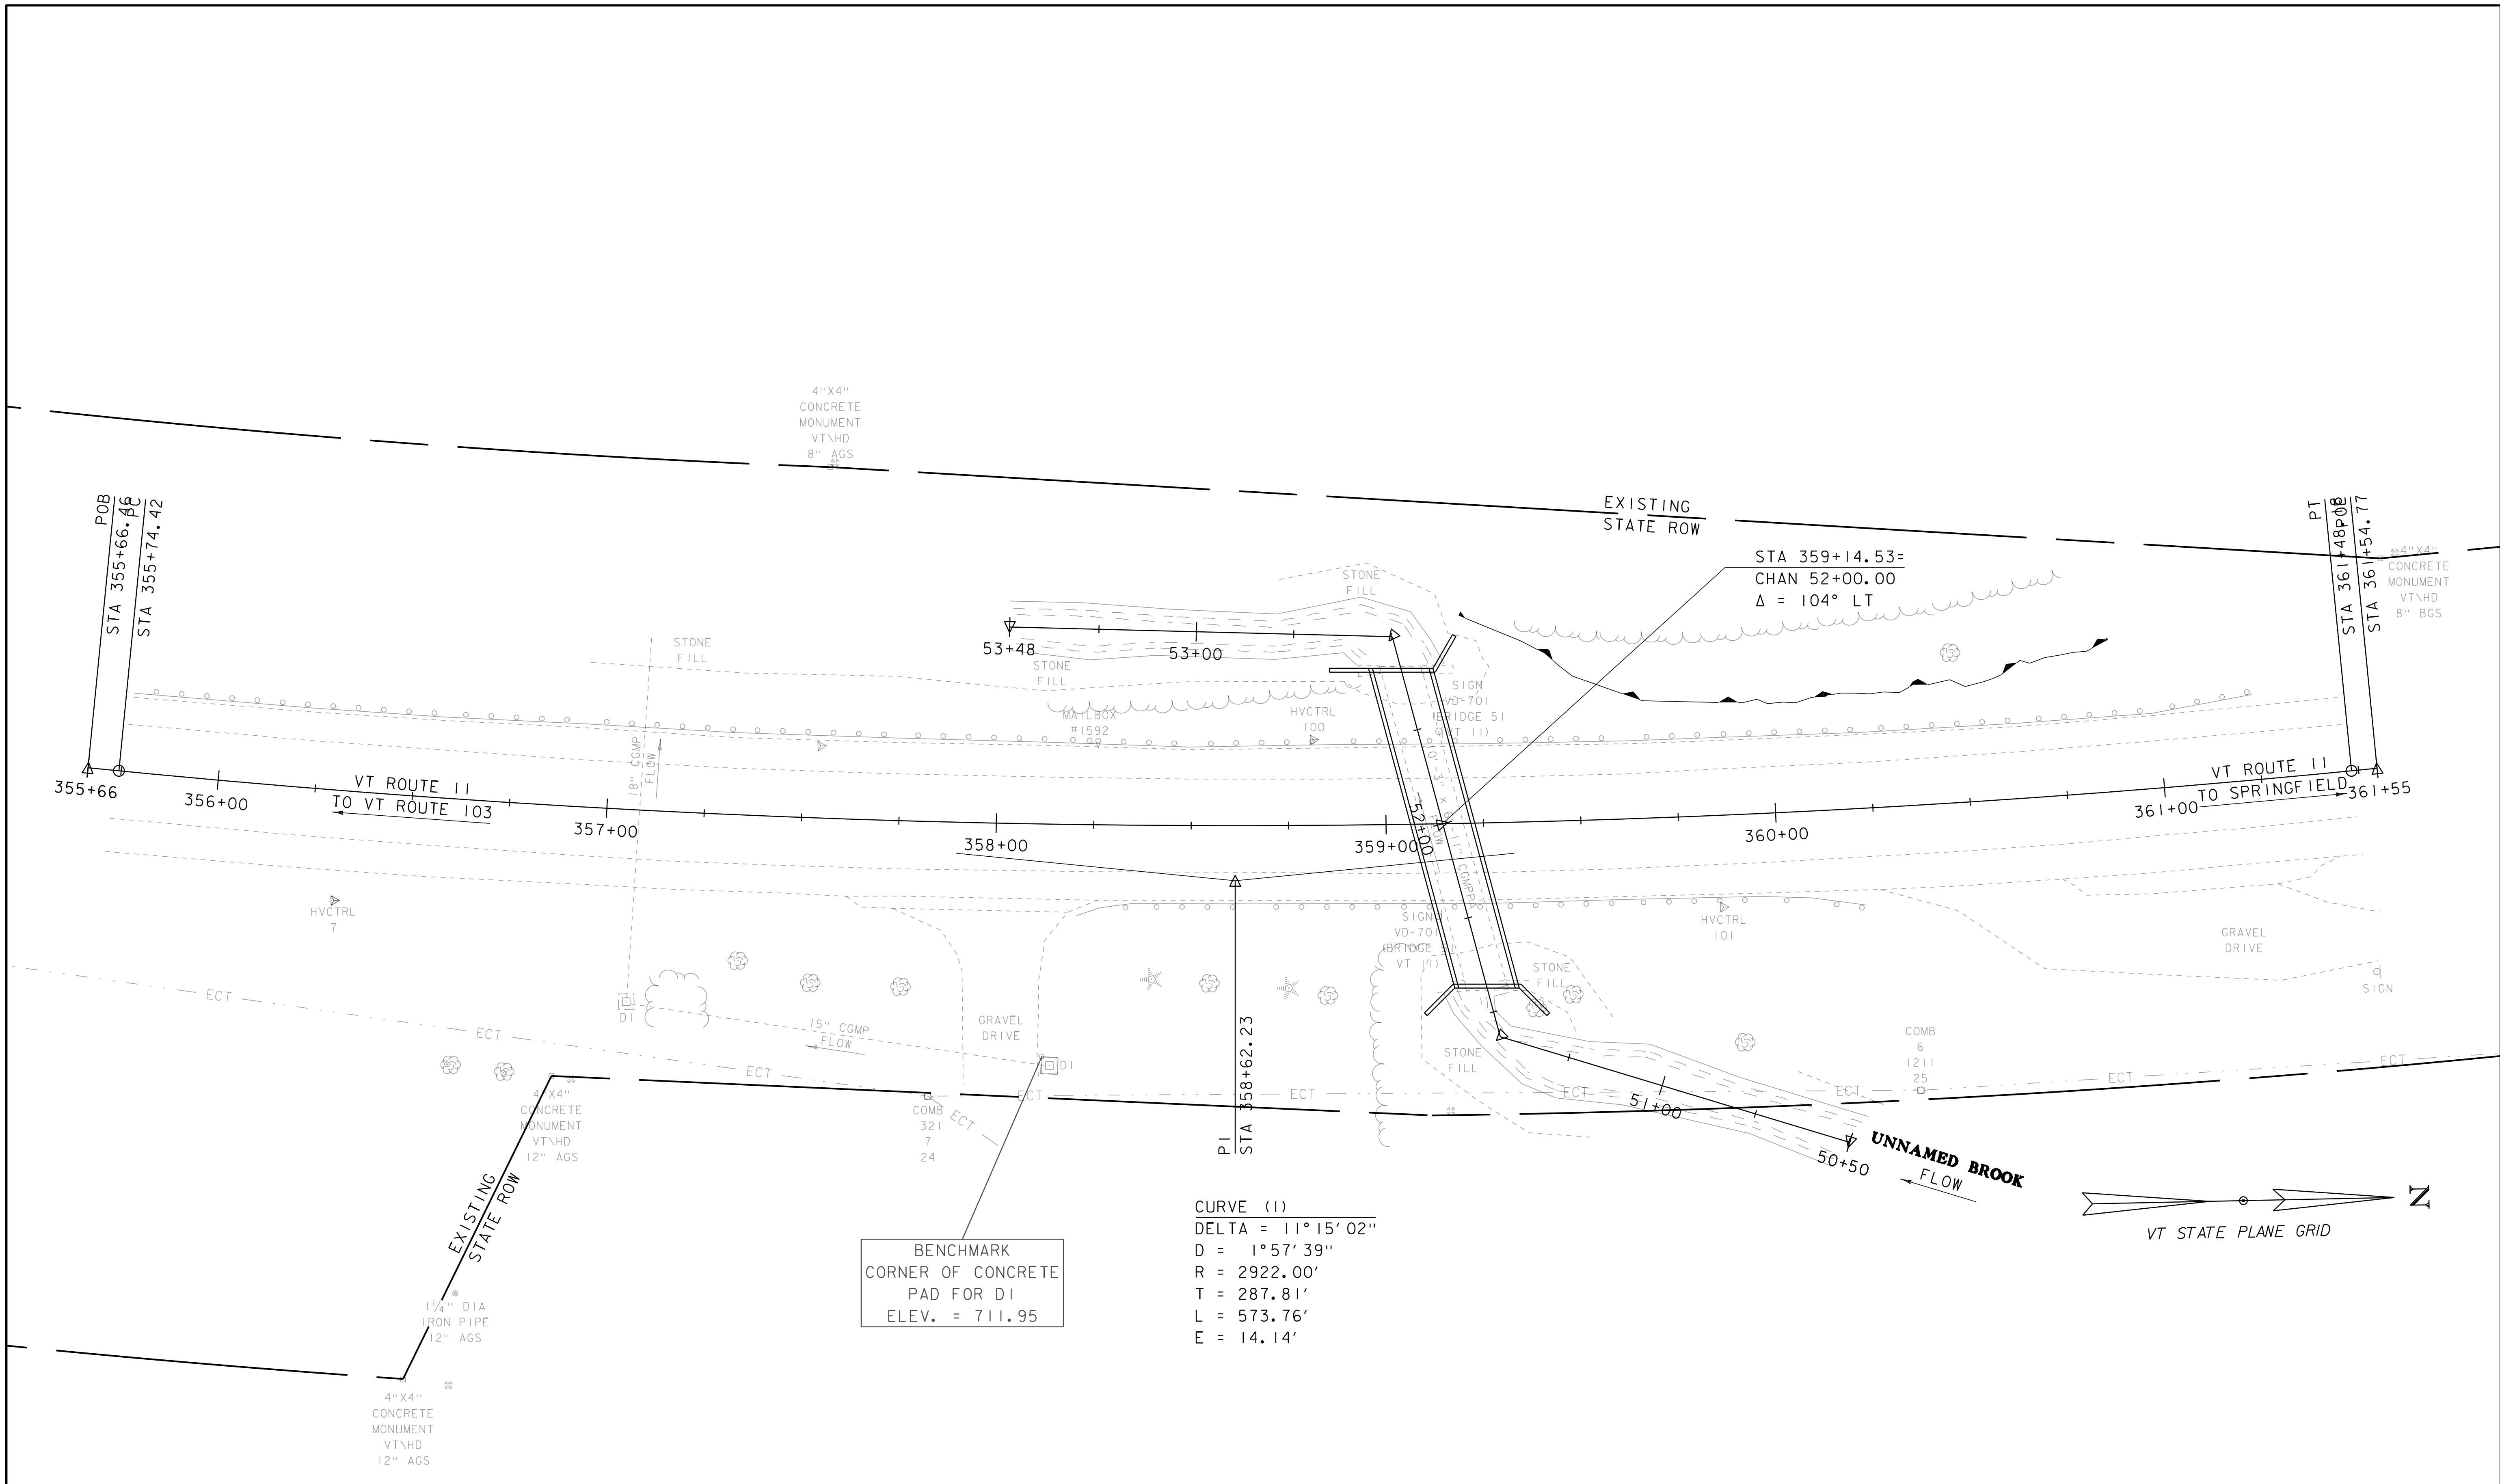 4"X4"
CONCRETE
MONUMENT
VT\HD
8" AGS
POB
STA 355+66.46
PC
STA 355+74.42
EXISTING
STATE ROW
PT
POE
STA 361+54.77
4"X4"
CONCRETE
MONUMENT
VT\HD
8" BGS
STA 359+14.53=
CHAN 52+00.00
Δ = 104° LT
STONE
FILL
STONE
FILL
53+48
53+00
STONE
FILL
SIGN
VD-701
BRIDGE 51
MAILBOX
#1592
HVCTRL
100
18" CGMP
FLOW
355+66
356+00
VT ROUTE 11
TO VT ROUTE 103
357+00
358+00
359+00
52+00
360+00
361+00
VT ROUTE 11
TO SPRINGFIELD
361+55
HVCTRL
7
SIGN
VD-701
HVCTRL
101
GRAVEL
DRIVE
SIGN
STONE
FILL
ECT
ECT
ECT
ECT
ECT
ECT
ECT
ECT
ECT
ECT
DI
15" CGMP
FLOW
GRAVEL
DRIVE
DI
STONE
FILL
COMB
6
1211
25
4"X4"
CONCRETE
MONUMENT
VT\HD
12" AGS
COMB
321
7
24
PI
STA 358+62.23
51+00
50+50
UNNAMED BROOK
FLOW
EXISTING
STATE ROW
N
VT STATE PLANE GRID
BENCHMARK
CORNER OF CONCRETE
PAD FOR DI
ELEV. = 711.95
CURVE (1)
DELTA = 11°15'02"
D = 1°57'39"
R = 2922.00'
T = 287.81'
L = 573.76'
E = 14.14'
1¼" DIA
IRON PIPE
12" AGS
4"X4"
CONCRETE
MONUMENT
VT\HD
12" AGS